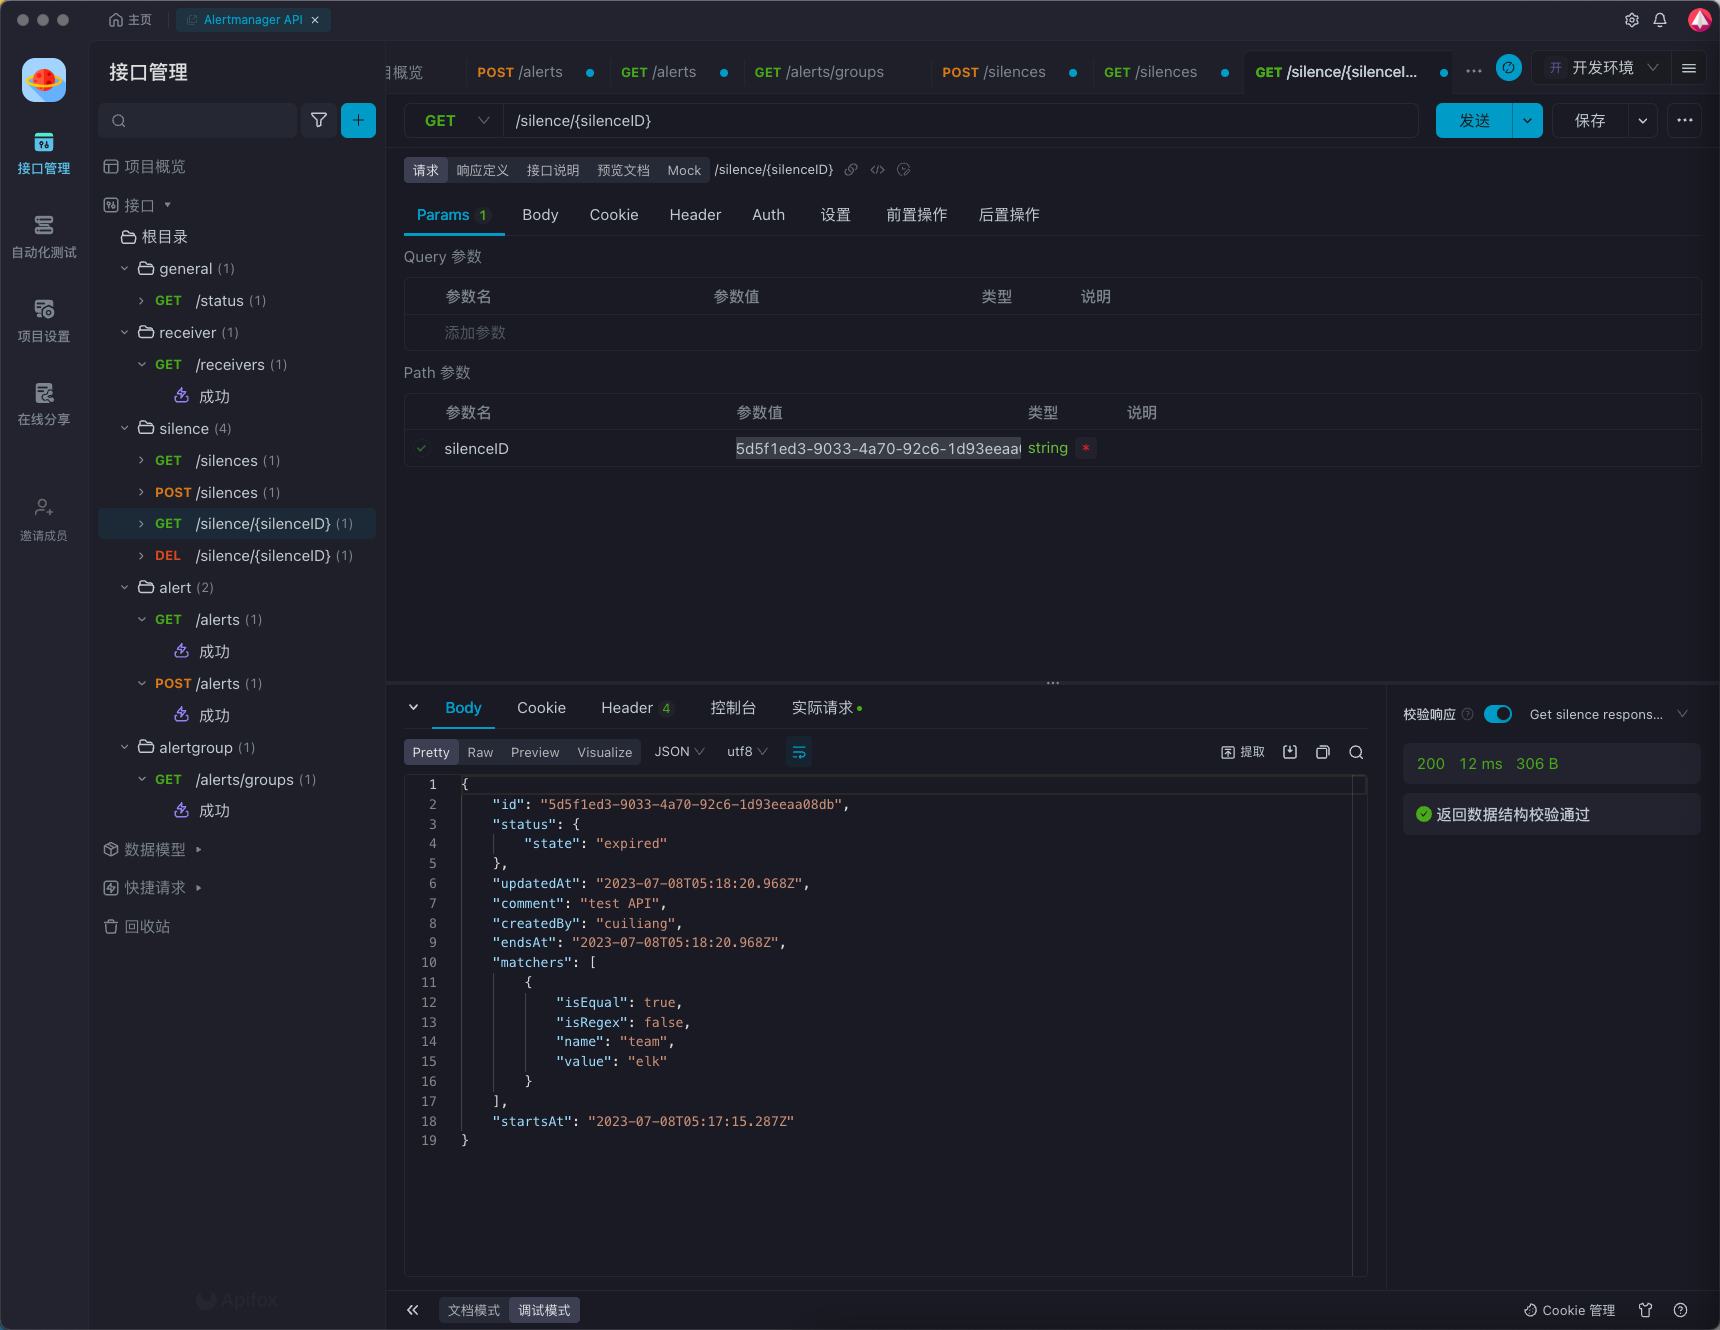 主页
Alertmanager API
接口管理
自动化测试
项目设置
在线分享
邀请成员
接口管理
项目概览
接口
根目录
general (1)
GET /status (1)
receiver (1)
GET /receivers (1)
成功
silence (4)
GET /silences (1)
POST /silences (1)
GET /silence/{silenceID} (1)
DEL /silence/{silenceID} (1)
alert (2)
GET /alerts (1)
成功
POST /alerts (1)
成功
alertgroup (1)
GET /alerts/groups (1)
成功
数据模型
快捷请求
回收站
Apifox
目概览
POST /alerts
GET /alerts
GET /alerts/groups
POST /silences
GET /silences
GET /silence/{silenceI...
开 开发环境
GET /silence/{silenceID}
发送
保存
请求 响应定义 接口说明 预览文档 Mock /silence/{silenceID}
Params 1 Body Cookie Header Auth 设置 前置操作 后置操作
Query 参数
参数名 参数值 类型 说明
添加参数
Path 参数
参数名 参数值 类型 说明
silenceID 5d5f1ed3-9033-4a70-92c6-1d93eeaa string *
Body Cookie Header 4 控制台 实际请求
Pretty Raw Preview Visualize JSON utf8 提取
1 {
2 "id": "5d5f1ed3-9033-4a70-92c6-1d93eeaa08db",
3 "status": {
4 "state": "expired"
5 },
6 "updatedAt": "2023-07-08T05:18:20.968Z",
7 "comment": "test API",
8 "createdBy": "cuiliang",
9 "endsAt": "2023-07-08T05:18:20.968Z",
10 "matchers": [
11 {
12 "isEqual": true,
13 "isRegex": false,
14 "name": "team",
15 "value": "elk"
16 }
17 ],
18 "startsAt": "2023-07-08T05:17:15.287Z"
19 }
校验响应 Get silence respons...
200 12 ms 306 B
返回数据结构校验通过
文档模式 调试模式
Cookie 管理